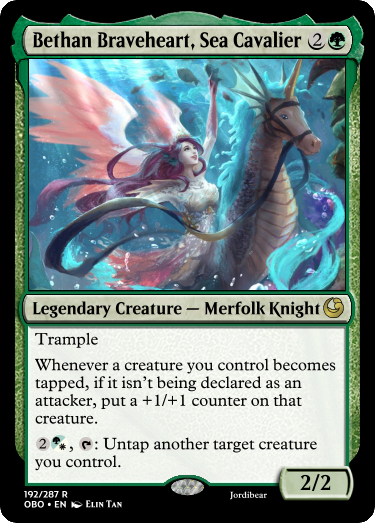 Bethan Braveheart, Sea Cavalier 2
Legendary Creature — Merfolk Knight
Trample
Whenever a creature you control becomes
tapped, if it isn't being declared as an
attacker, put a +1/+1 counter on that
creature.
2 , : Untap another target creature
you control.
2/2
192/287 R
OBO • EN Elin Tan
Jordibear